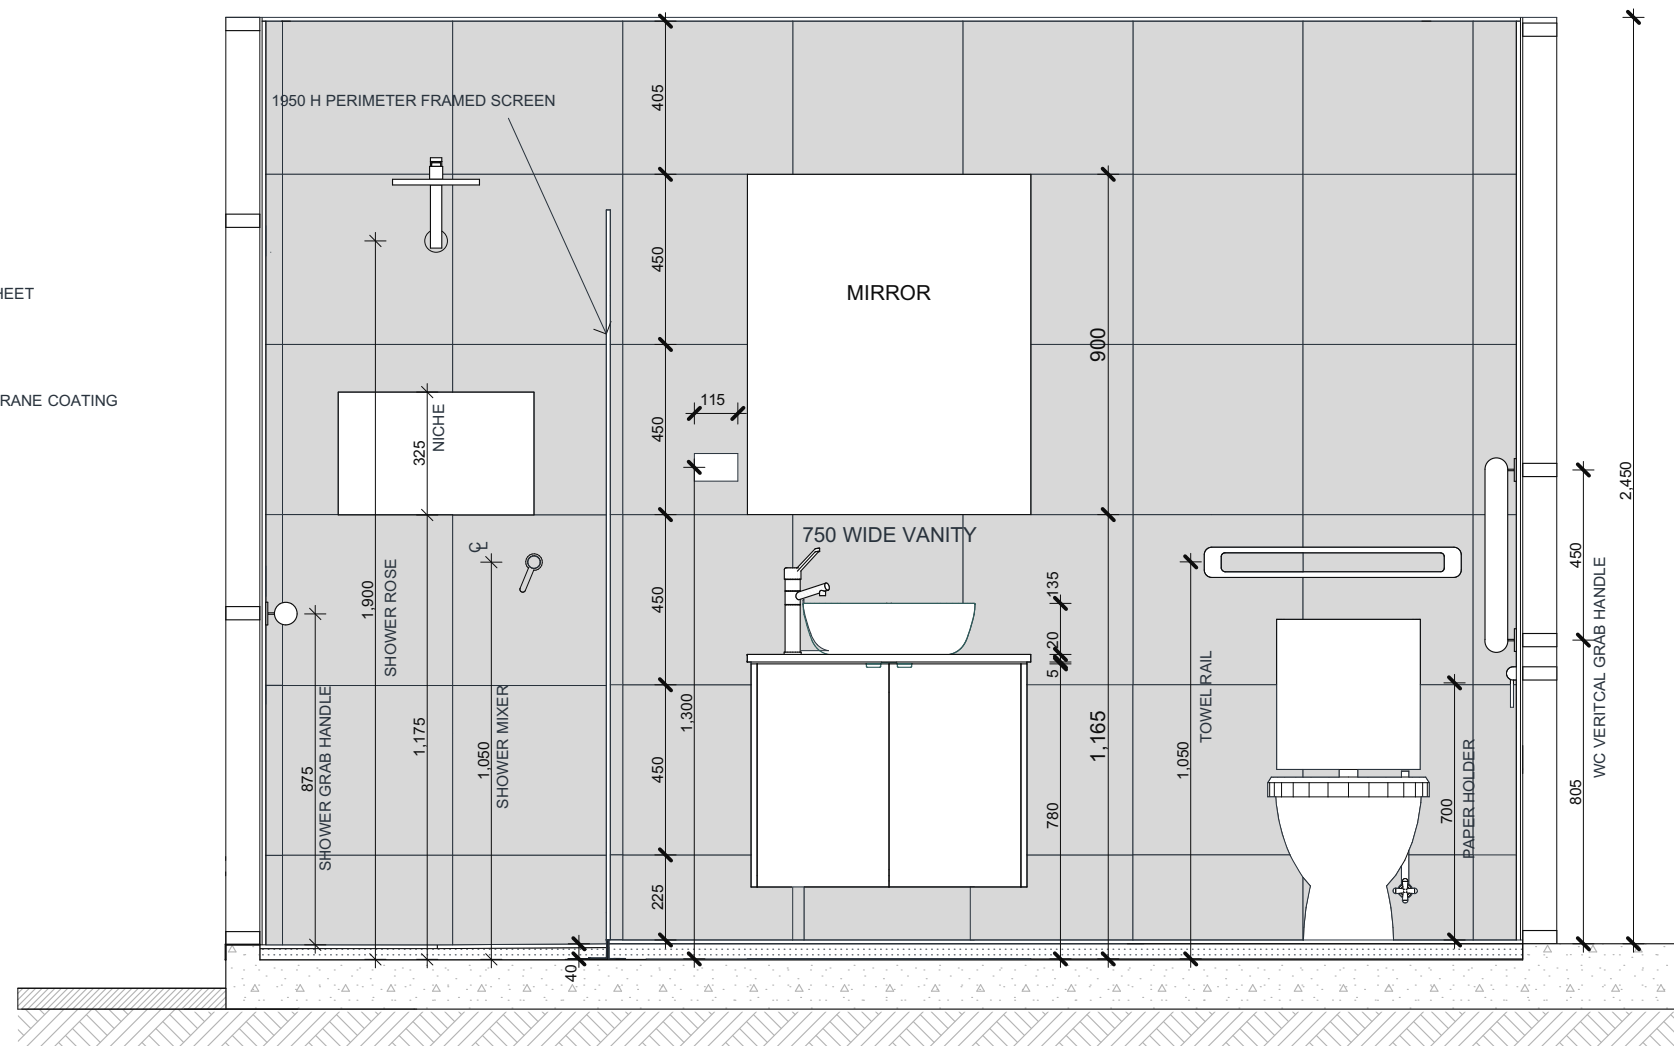 1950 H PERIMETER FRAMED SCREEN
HEET
RANE COATING
405
450
450
450
450
225
MIRROR
900
115
NICHE
325
2,450
750 WIDE VANITY
C
L
1,900
SHOWER ROSE
1,175
1,050
SHOWER MIXER
875
SHOWER GRAB HANDLE
1,300
135
20
5
780
1,165
1,050
TOWEL RAIL
700
PAPER HOLDER
450
805
WC VERITCAL GRAB HANDLE
40